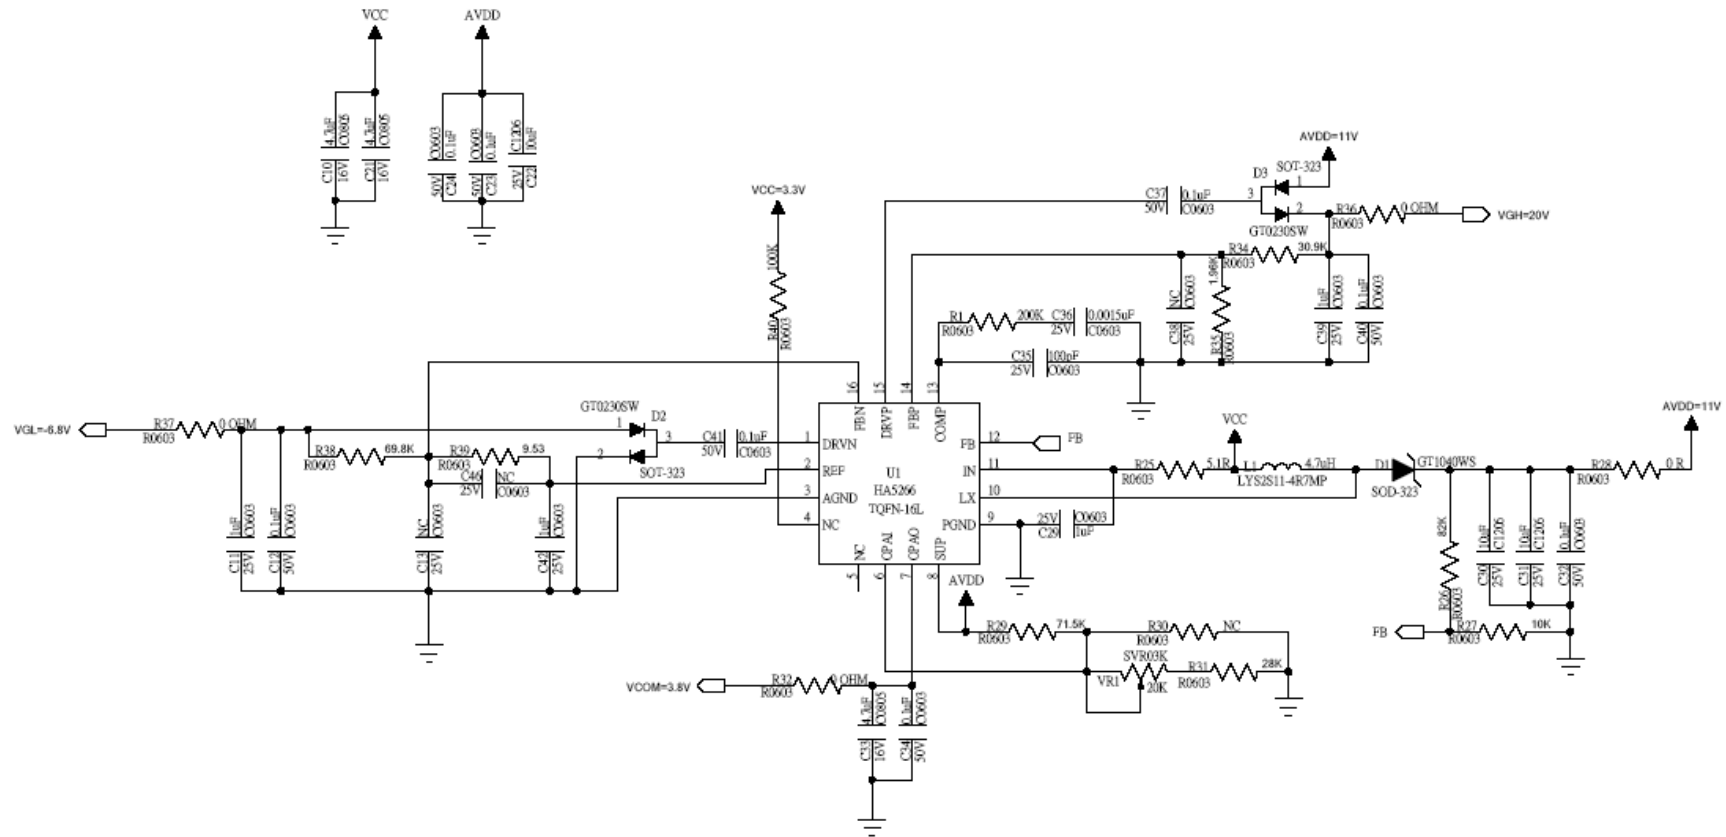 VCC
AVDD
4.7uF
C0805
C10
16V
4.7uF
C0805
C21
16V
C0603
0.1uF
50V
C24
C0603
0.1uF
50V
C23
C1206
10uF
25V
C22
VCC=3.3V
100K
R40
R0603
C37
0.1uF
50V
C0603
D3
SOT-323
3
1
2
GT0230SW
AVDD=11V
R36
0 OHM
R0603
VGH=20V
R34
30.9K
R0603
NC
C0603
C38
25V
1.96K
R35
R0603
1uF
C0603
C39
25V
0.1uF
C0603
C40
50V
R1
200K
R0603
C36
0.0015uF
25V
C0603
C35
100pF
25V
C0603
VGL=-6.8V
R37
0 OHM
R0603
R38
69.8K
R0603
R39
9.53
R0603
C46
NC
25V
C0603
GT0230SW
D2
1
2
3
SOT-323
C41
0.1uF
50V
C0603
1uF
C0603
C11
25V
0.1uF
C0603
C12
50V
NC
C0603
C13
25V
1uF
C0603
C42
25V
16
15
14
13
FBN
DRVP
FBP
COMP
1
DRVN
2
REF
3
AGND
4
NC
U1
HA5266
TQFN-16L
FB
12
IN
11
LX
10
PGND
9
NC
OPAI
OPAO
SUP
5
6
7
8
FB
R25
5.1R
R0603
VCC
L1
4.7uH
LYS2S11-4R7MP
D1
GT1040WS
SOD-323
R28
0 R
R0603
AVDD=11V
25V
C0603
C29
1uF
82K
R26
R0603
10uF
C1206
C30
25V
10uF
C1206
C31
25V
0.1uF
C0603
C32
50V
FB
R27
10K
R0603
AVDD
R29
71.5K
R0603
R30
NC
R0603
SVR03K
VR1
20K
R31
28K
R0603
VCOM=3.8V
R32
0 OHM
R0603
4.7uF
C0805
C33
16V
0.1uF
C0603
C34
50V